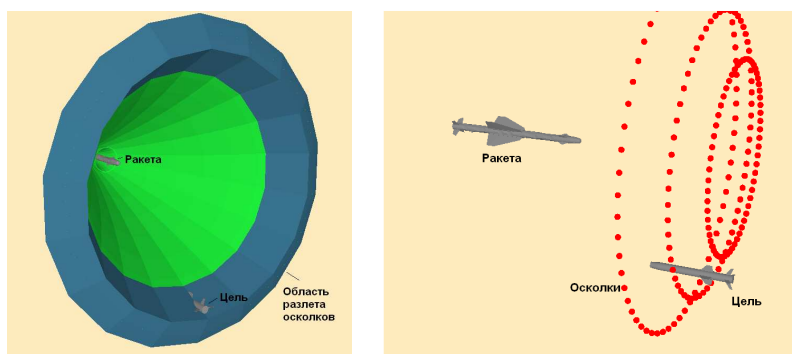 Ракета
Цель
Область
разлета
осколков
Ракета
Осколки
Цель